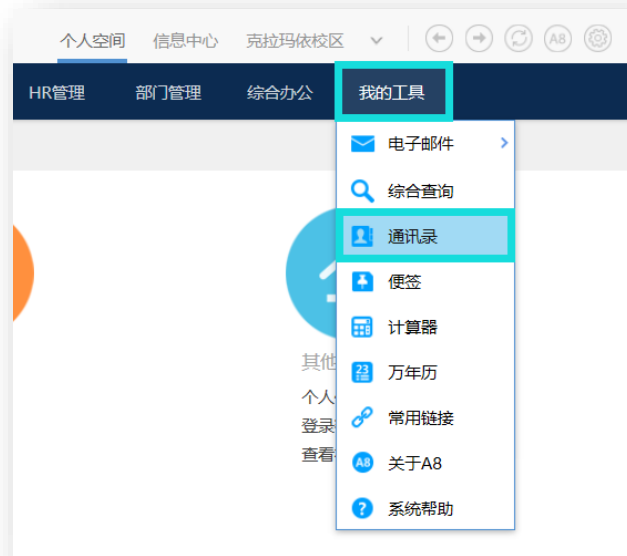 个人空间 信息中心 克拉玛依校区 A8
HR管理 部门管理 综合办公 我的工具
电子邮件
综合查询
通讯录
便签
计算器
23 万年历
其他
个人
常用链接
登录
查看
A8 关于A8
系统帮助